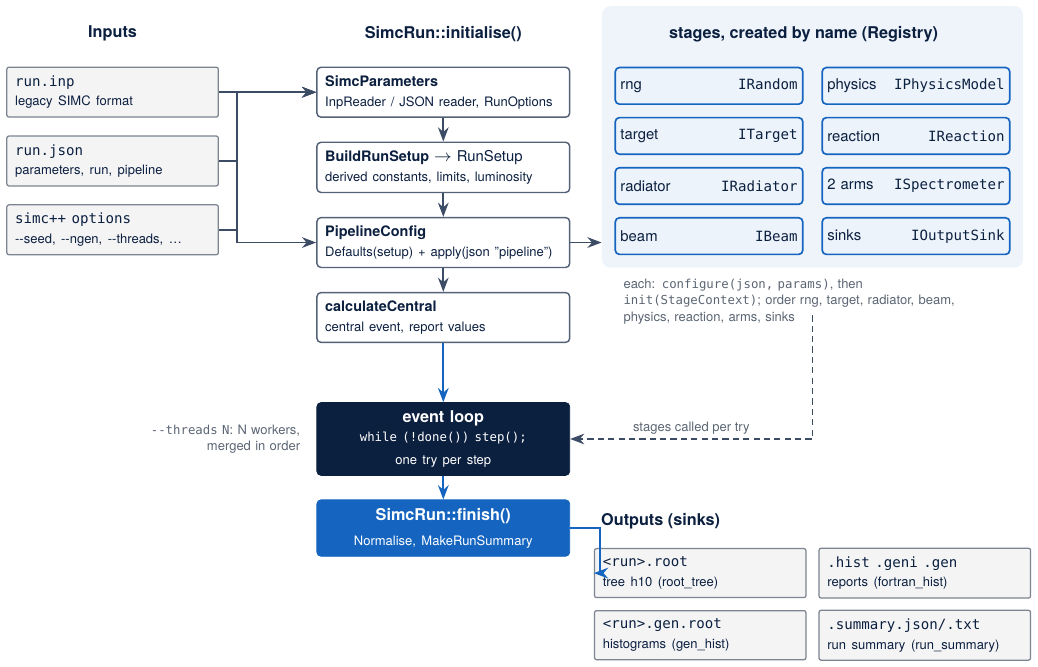 Inputs
run.inp
legacy SIMC format
run.json
parameters, run, pipeline
simc++ options
--seed, --ngen, --threads, ...
SimcRun::initialise()
SimcParameters
InpReader / JSON reader, RunOptions
BuildRunSetup → RunSetup
derived constants, limits, luminosity
PipelineConfig
Defaults(setup) + apply(json ”pipeline”)
calculateCentral
central event, report values
stages, created by name (Registry)
rng IRandom
physics IPhysicsModel
target ITarget
reaction IReaction
radiator IRadiator
2 arms ISpectrometer
beam IBeam
sinks IOutputSink
each: configure(json, params), then
init(StageContext); order rng, target, radiator, beam,
physics, reaction, arms, sinks
--threads N: N workers,
merged in order
event loop
while (!done()) step();
one try per step
stages called per try
SimcRun::finish()
Normalise, MakeRunSummary
Outputs (sinks)
<run>.root
tree h10 (root_tree)
.hist .geni .gen
reports (fortran_hist)
<run>.gen.root
histograms (gen_hist)
.summary.json/.txt
run summary (run_summary)